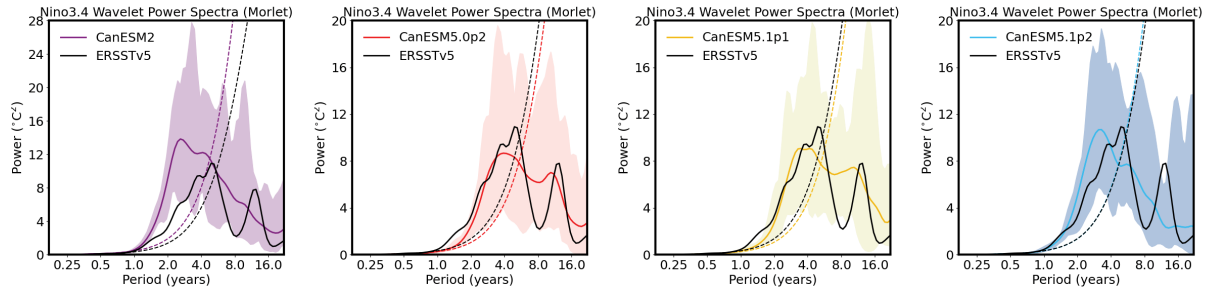 Nino3.4 Wavelet Power Spectra (Morlet)
28
24
20
16
12
8
4
0
Power (°C²)
CanESM2
ERSSTv5
0.25 0.5 1.0 2.0 4.0 8.0 16.0
Period (years)
Nino3.4 Wavelet Power Spectra (Morlet)
20
16
12
8
4
0
Power (°C²)
CanESM5.0p2
ERSSTv5
0.25 0.5 1.0 2.0 4.0 8.0 16.0
Period (years)
Nino3.4 Wavelet Power Spectra (Morlet)
20
16
12
8
4
0
Power (°C²)
CanESM5.1p1
ERSSTv5
0.25 0.5 1.0 2.0 4.0 8.0 16.0
Period (years)
Nino3.4 Wavelet Power Spectra (Morlet)
20
16
12
8
4
0
Power (°C²)
CanESM5.1p2
ERSSTv5
0.25 0.5 1.0 2.0 4.0 8.0 16.0
Period (years)